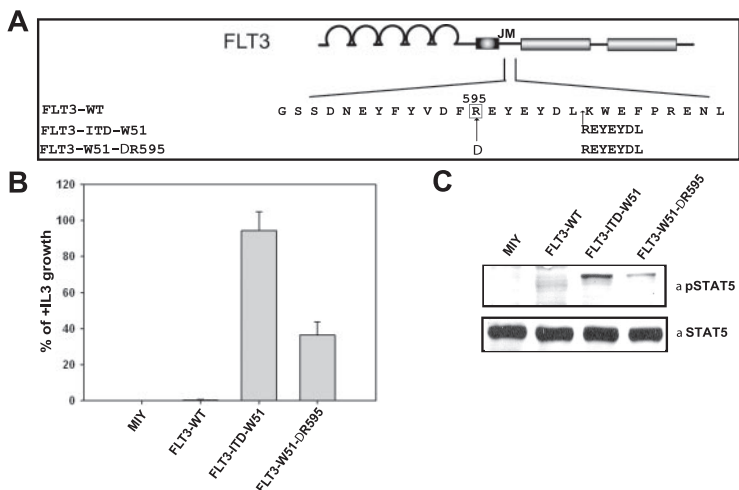 A
FLT3
JM
595
FLT3-WT G S S D N E Y F Y V D F R E Y E Y D L K W E F P R E N L
FLT3-ITD-W51 REYEYDL
FLT3-W51-DR595 D REYEYDL
B
% of +IL3 growth
120
100
80
60
40
20
0
MIY
FLT3-WT
FLT3-ITD-W51
FLT3-W51-DR595
C
MIY
FLT3-WT
FLT3-ITD-W51
FLT3-W51-DR595
a pSTAT5
a STAT5